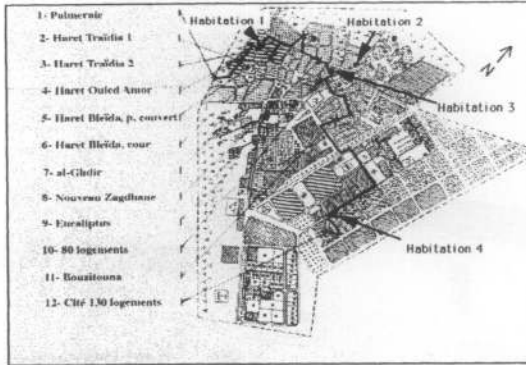 1- Palmeraie
2- Haret Traïdia 1
3- Haret Traïdia 2
4- Haret Ouled Amor
5- Haret Bleïda, p. couvert
6- Haret Bleïda, cour
7- al-Ghdir
8- Nouveau Zagdhane
9- Eucaliptus
10- 80 logements
11- Bouzitouna
12- Cité 130 logements
Habitation 1
Habitation 2
Habitation 3
Habitation 4
N